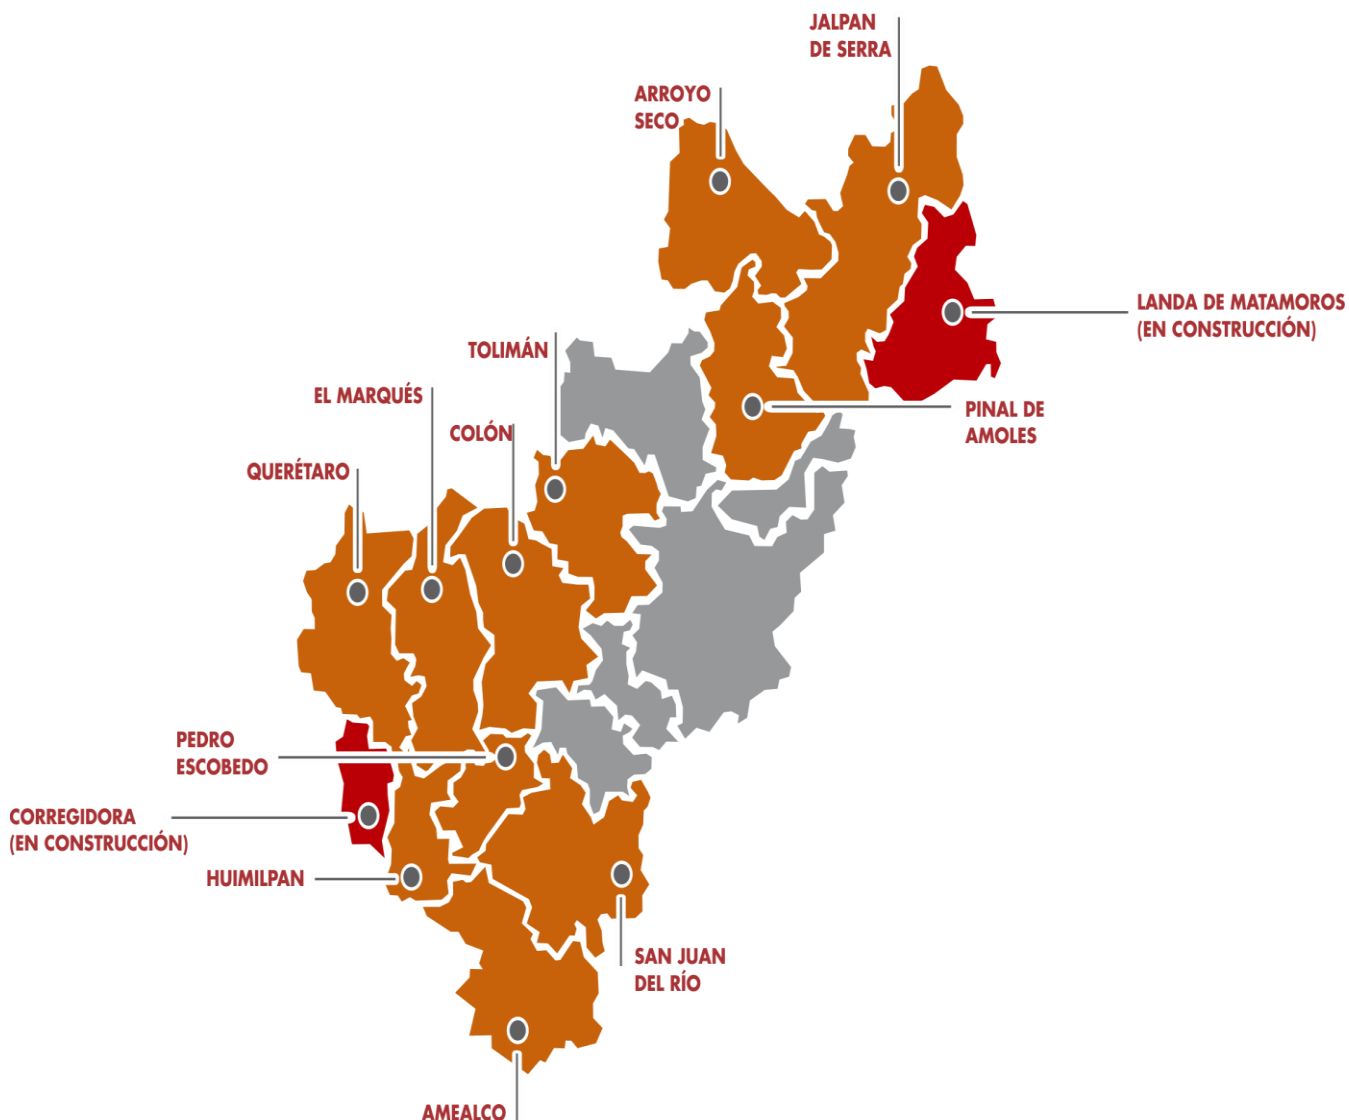 JALPAN
DE SERRA
ARROYO
SECO
LANDA DE MATAMOROS
(EN CONSTRUCCIÓN)
TOLIMÁN
EL MARQUÉS
PINAL DE
AMOLES
COLÓN
QUERÉTARO
PEDRO
ESCOBEDO
CORREGIDORA
(EN CONSTRUCCIÓN)
HUIMILPAN
SAN JUAN
DEL RÍO
AMEALCO